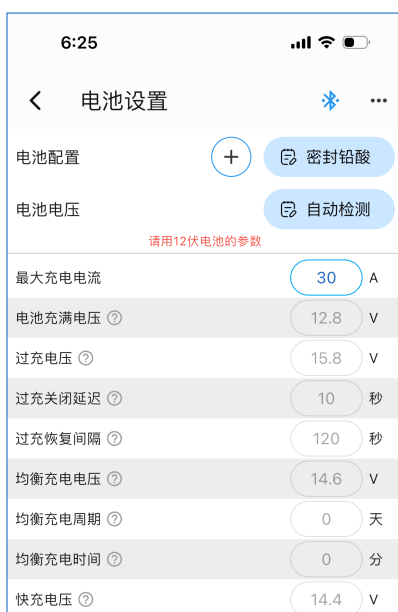 6:25
电池设置
电池配置 密封铅酸
电池电压 自动检测
请用12伏电池的参数
最大充电电流 30 A
电池充满电压 ? 12.8 V
过充电压 ? 15.8 V
过充关闭延迟 ? 10 秒
过充恢复间隔 ? 120 秒
均衡充电电压 ? 14.6 V
均衡充电周期 ? 0 天
均衡充电时间 ? 0 分
快充电压 ? 14.4 V